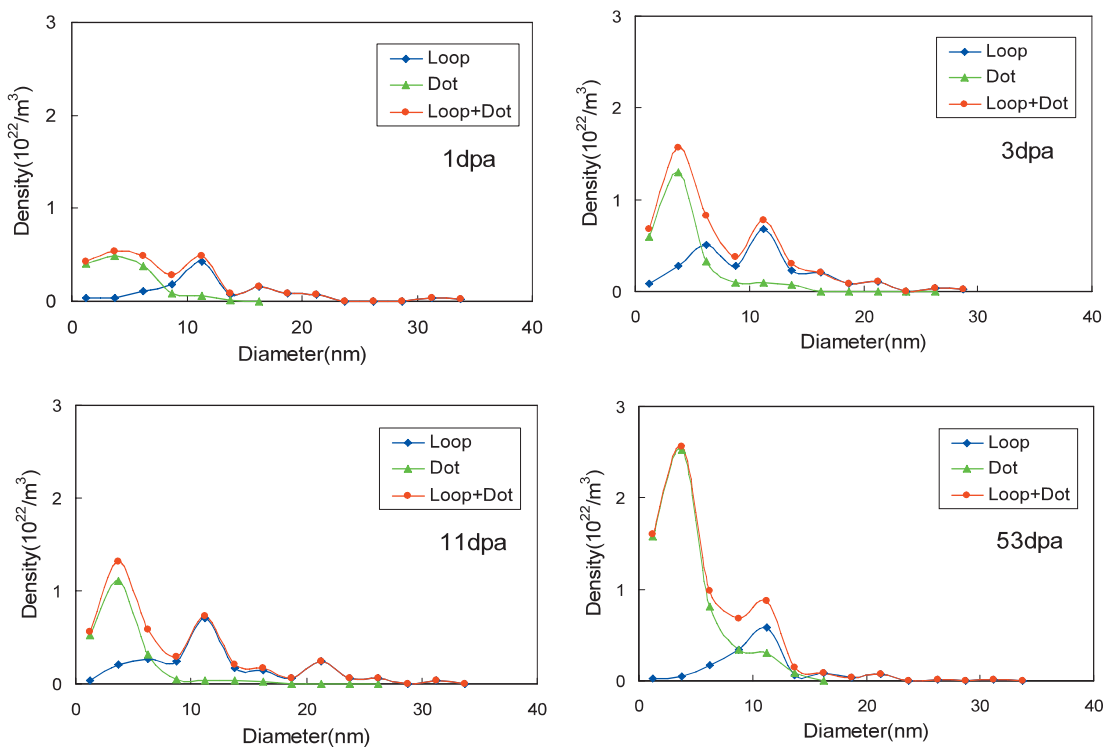 3
2
1
0
0
10
20
30
40
Density(10²²/m³)
Diameter(nm)
Loop
Dot
Loop+Dot
1dpa
3
2
1
0
0
10
20
30
40
Density(10²²/m³)
Diameter(nm)
Loop
Dot
Loop+Dot
3dpa
3
2
1
0
0
10
20
30
40
Density(10²²/m³)
Diameter(nm)
Loop
Dot
Loop+Dot
11dpa
3
2
1
0
0
10
20
30
40
Density(10²²/m³)
Diameter(nm)
Loop
Dot
Loop+Dot
53dpa